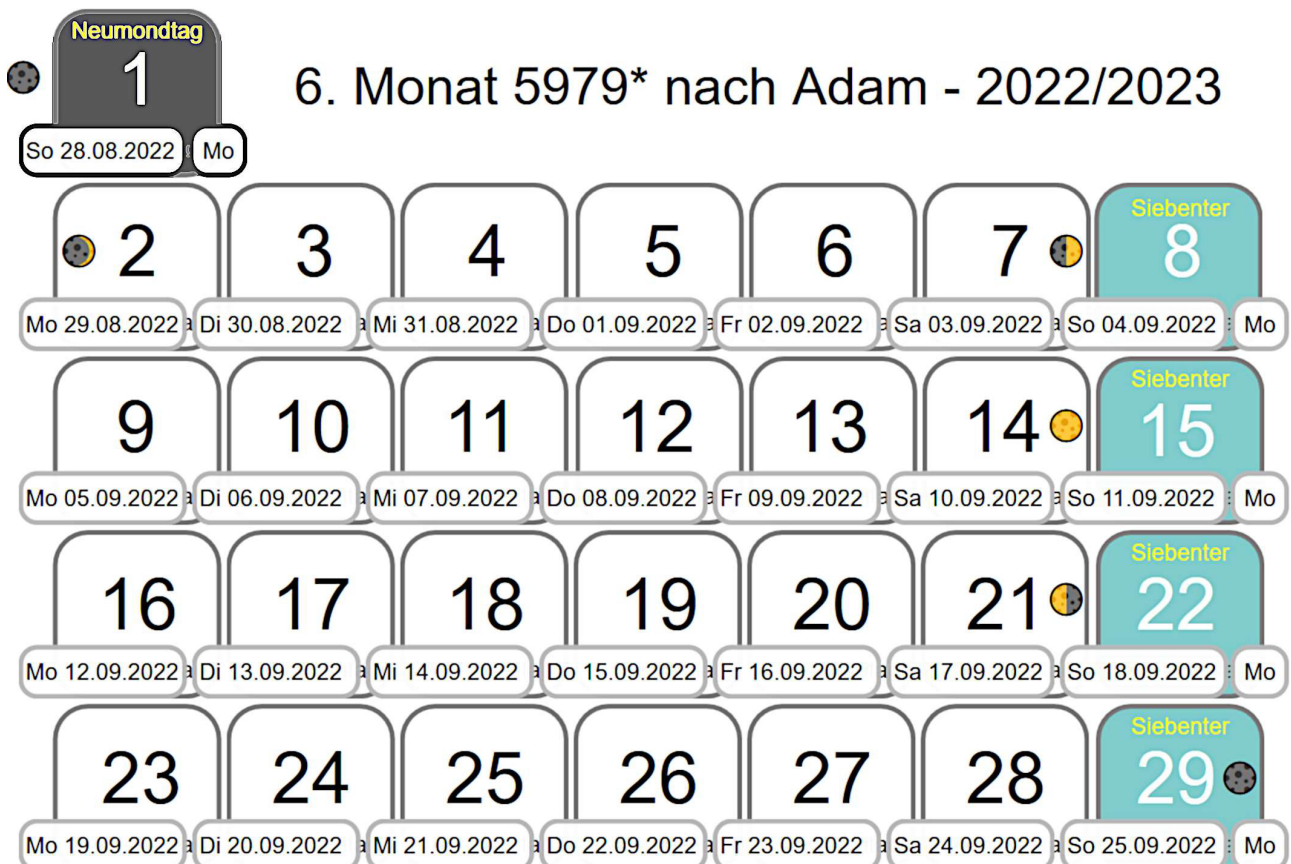 Neumondtag
1
6. Monat 5979* nach Adam - 2022/2023
So 28.08.2022 Mo
Siebenter
2 3 4 5 6 7 8
Mo 29.08.2022 Di 30.08.2022 Mi 31.08.2022 Do 01.09.2022 Fr 02.09.2022 Sa 03.09.2022 So 04.09.2022 Mo
Siebenter
9 10 11 12 13 14 15
Mo 05.09.2022 Di 06.09.2022 Mi 07.09.2022 Do 08.09.2022 Fr 09.09.2022 Sa 10.09.2022 So 11.09.2022 Mo
Siebenter
16 17 18 19 20 21 22
Mo 12.09.2022 Di 13.09.2022 Mi 14.09.2022 Do 15.09.2022 Fr 16.09.2022 Sa 17.09.2022 So 18.09.2022 Mo
Siebenter
23 24 25 26 27 28 29
Mo 19.09.2022 Di 20.09.2022 Mi 21.09.2022 Do 22.09.2022 Fr 23.09.2022 Sa 24.09.2022 So 25.09.2022 Mo